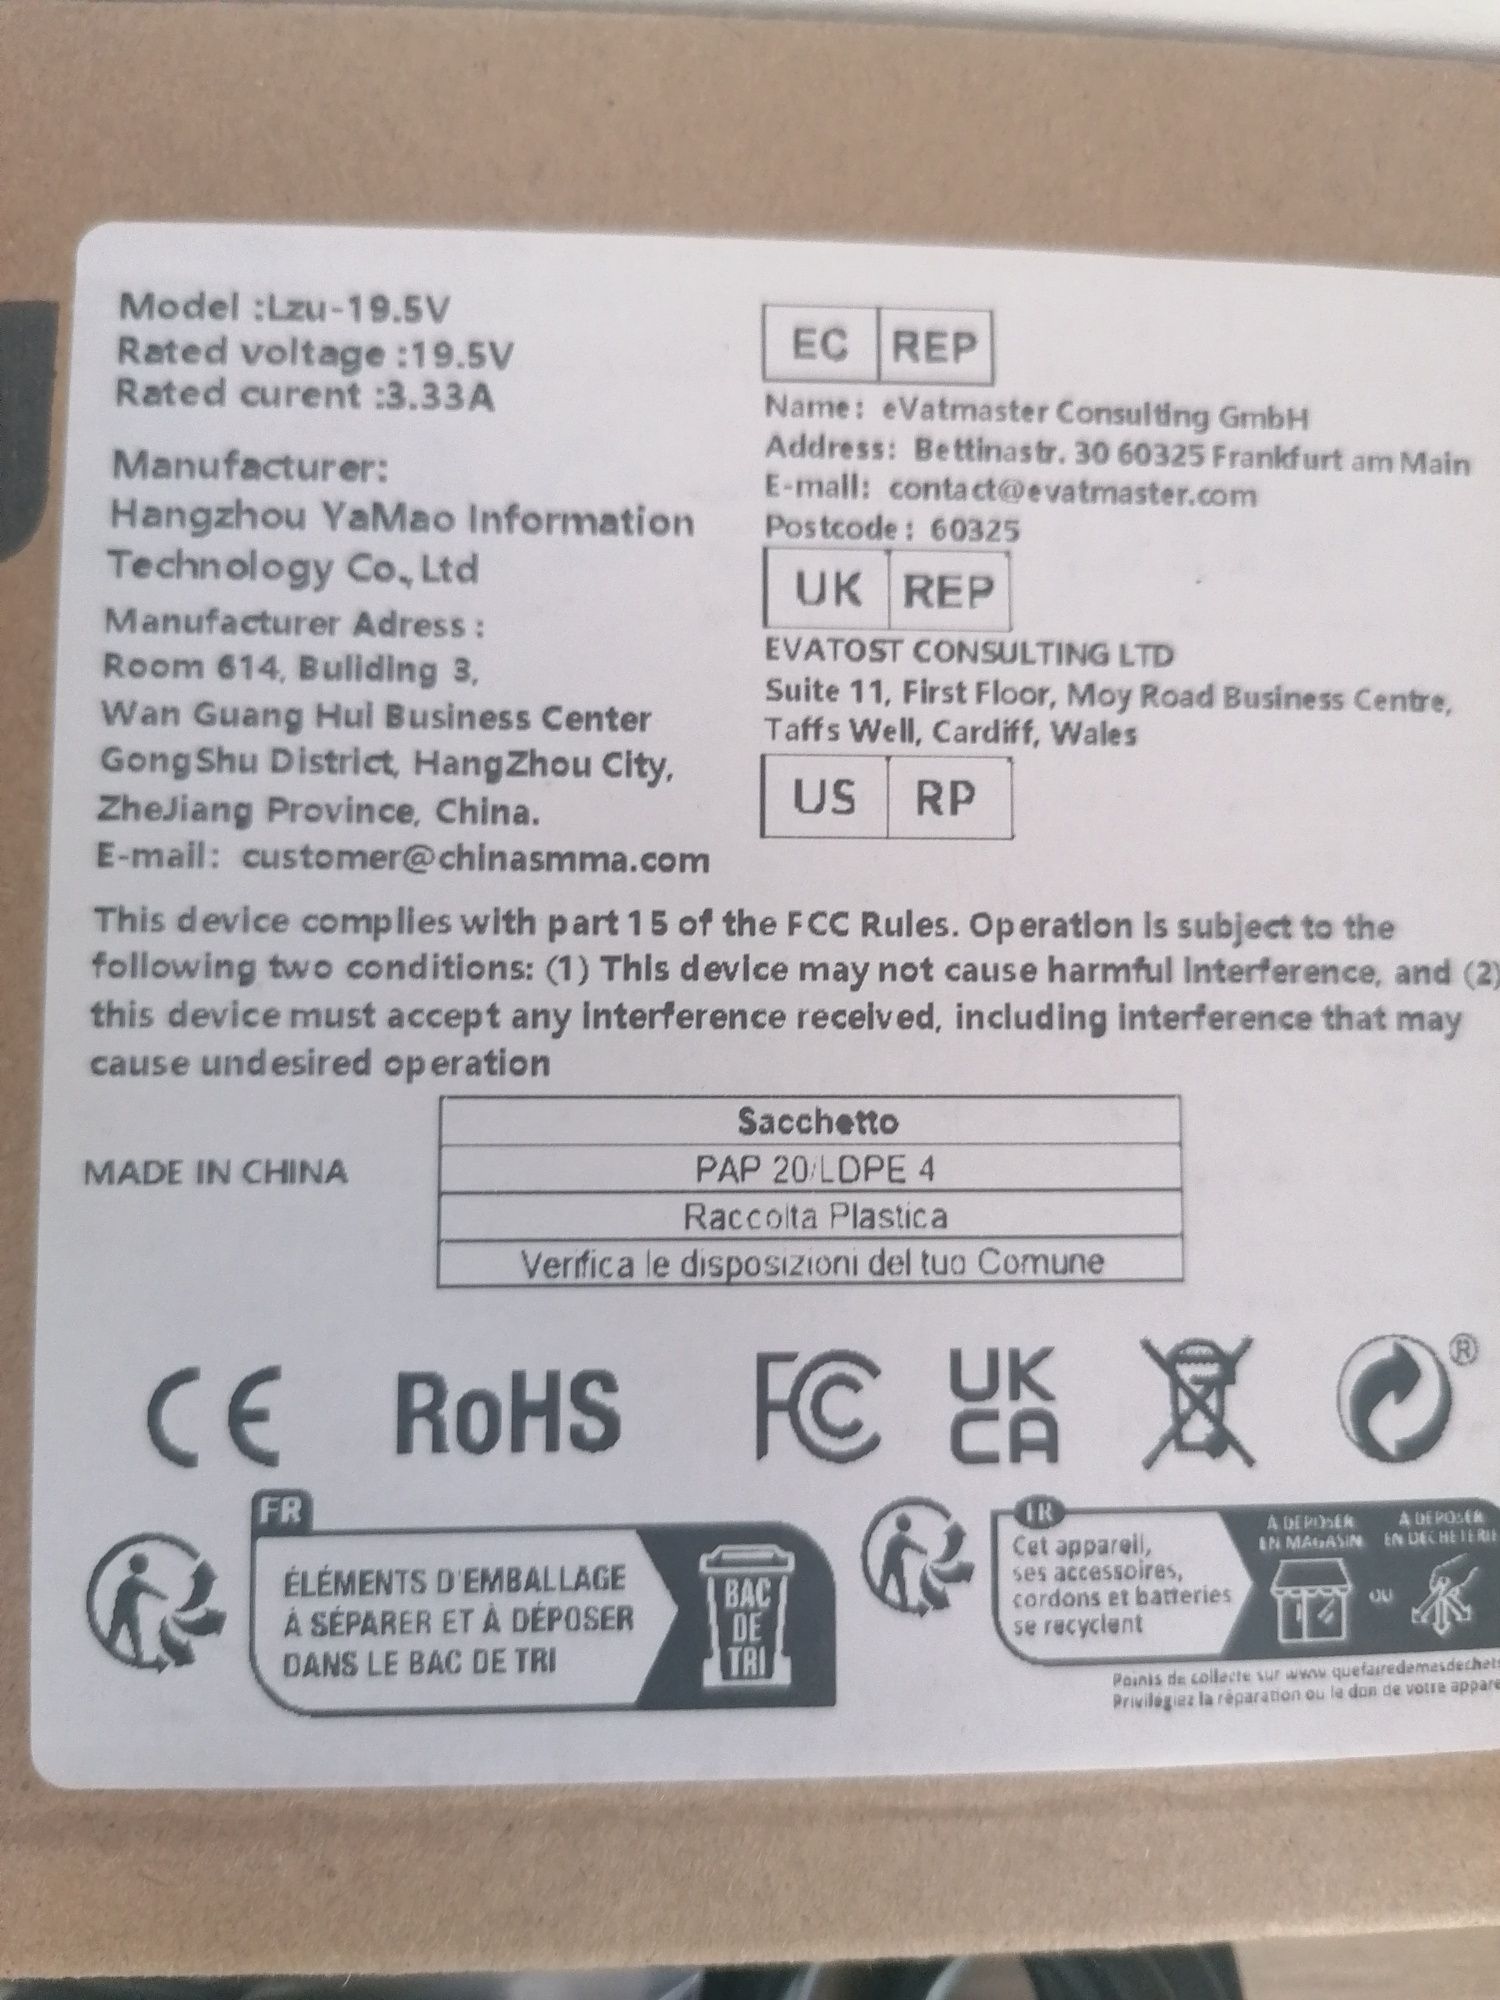 Model :Lzu-19.5V
Rated voltage :19.5V
Rated curent :3.33A
Manufacturer:
Hangzhou YaMao Information
Technology Co., Ltd
Manufacturer Adress :
Room 614, Buliding 3,
Wan Guang Hui Business Center
GongShu District, HangZhou City,
ZheJiang Province, China.
E-mail: customer@chinasmma.com
EC REP
Name: eVatmaster Consulting GmbH
Address: Bettinastr. 30 60325 Frankfurt am Main
E-mail: contact@evatmaster.com
Postcode: 60325
UK REP
EVATOST CONSULTING LTD
Suite 11, First Floor, Moy Road Business Centre,
Taffs Well, Cardiff, Wales
US RP
This device complies with part 15 of the FCC Rules. Operation is subject to the
following two conditions: (1) This device may not cause harmful interference, and (2)
this device must accept any interference received, including interference that may
cause undesired operation
MADE IN CHINA
Sacchetto
PAP 20/LDPE 4
Raccolta Plastica
Verifica le disposizioni del tuo Comune
CE RoHS FC UK
CA
®
FR
ÉLÉMENTS D'EMBALLAGE
À SÉPARER ET À DÉPOSER
DANS LE BAC DE TRI
BAC
DE
TRI
FR
Cet appareil,
ses accessoires,
cordons et batteries
se recyclent
À DÉPOSER
EN MAGASIN
OU
À DÉPOSER
EN DÉCHÈTERIE
Points de collecte sur www.quefairedemesdechets
Privilégiez la réparation ou le don de votre appare